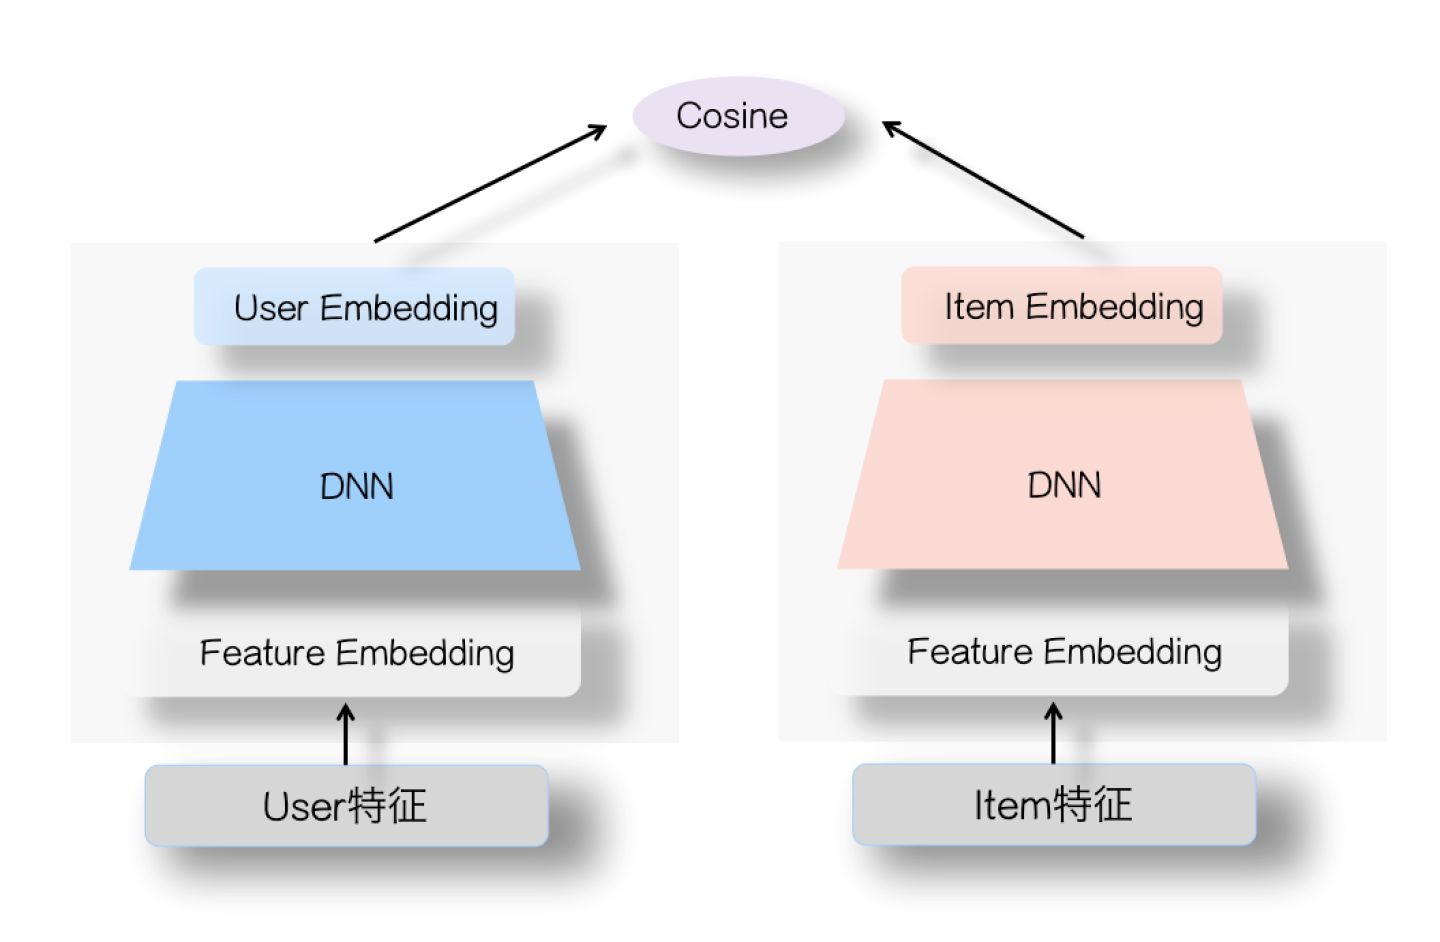 Cosine
User Embedding
DNN
Feature Embedding
User特征
Item Embedding
DNN
Feature Embedding
Item特征